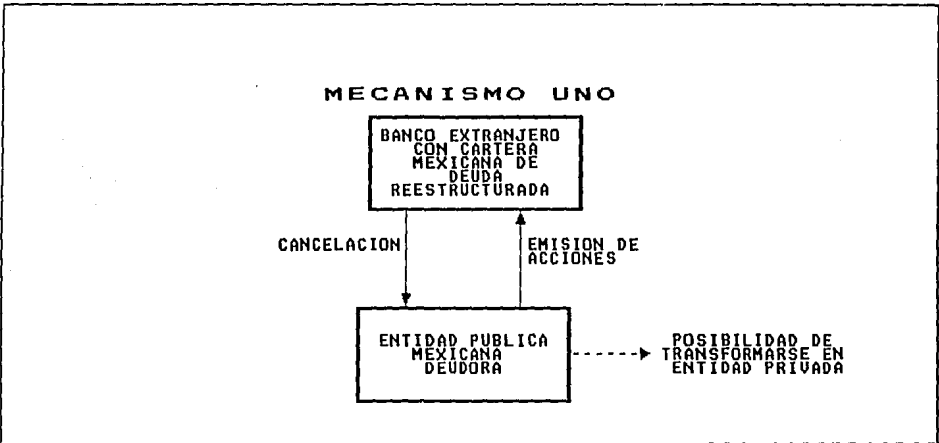 MECANISMO UNO
BANCO EXTRANJERO
CON CARTERA
MEXICANA DE
DEUDA
REESTRUCTURADA
CANCELACION
EMISION DE
ACCIONES
ENTIDAD PUBLICA
MEXICANA
DEUDORA
POSIBILIDAD DE
TRANSFORMARSE EN
ENTIDAD PRIVADA